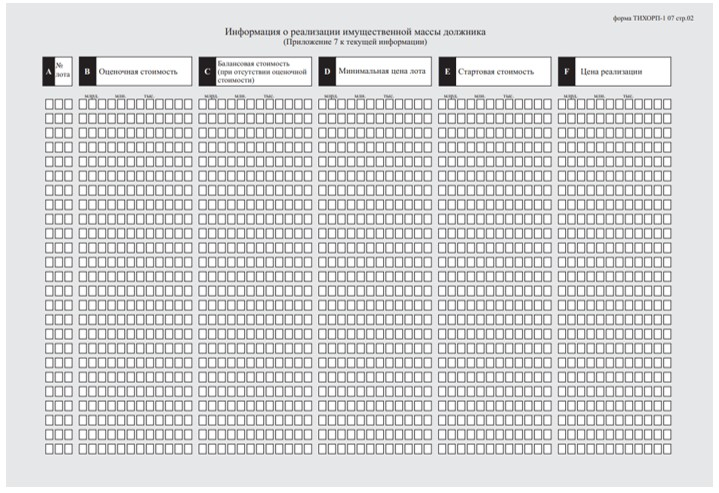 форма ТИХОРП-1 07 стр.02
Информация о реализации имущественной массы должника
(Приложение 7 к текущей информации)
A № лота
B Оценочная стоимость
C Балансовая стоимость
(при отсутствии оценочной
стоимости)
D Минимальная цена лота
E Стартовая стоимость
F Цена реализации
млрд. млн. тыс. млрд. млн. тыс. млрд. млн. тыс. млрд. млн. тыс. млрд. млн. тыс.